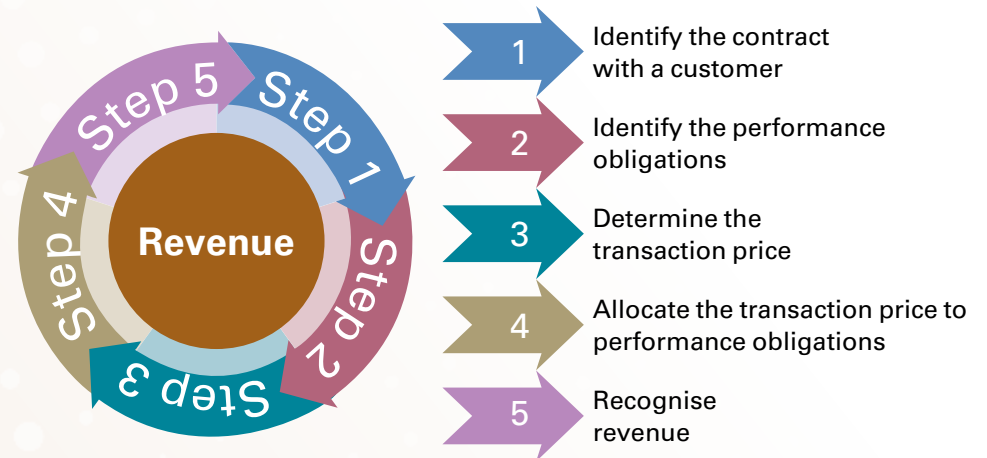 Step 1
Step 2
Step 3
Step 4
Step 5
Revenue
1
Identify the contract
with a customer
2
Identify the performance
obligations
3
Determine the
transaction price
4
Allocate the transaction price to
performance obligations
5
Recognise
revenue